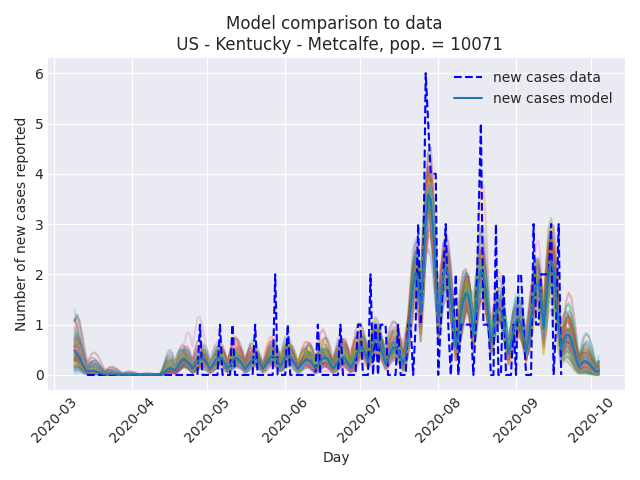 Model comparison to data
US - Kentucky - Metcalfe, pop. = 10071
new cases data
new cases model
Number of new cases reported
6
5
4
3
2
1
0
2020-03
2020-04
2020-05
2020-06
2020-07
2020-08
2020-09
2020-10
Day